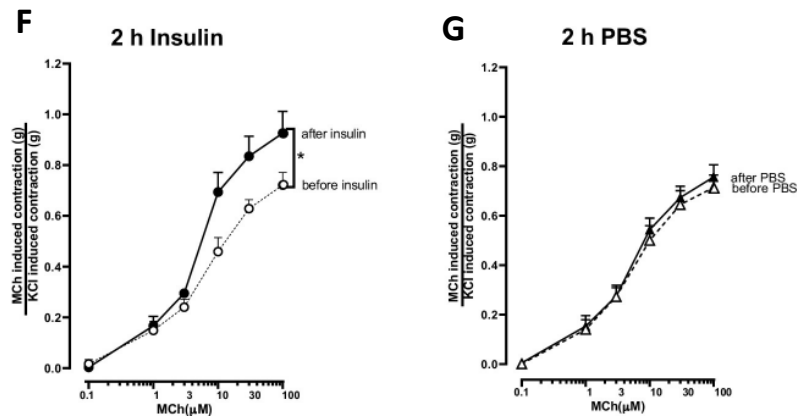 F
2 h Insulin
MCh induced contraction (g)
KCl induced contraction (g)
1.2
1.0
0.8
0.6
0.4
0.2
0.0
after insulin
*
before insulin
0.1
1
3
10
30
100
MCh(µM)
G
2 h PBS
MCh induced contraction (g)
KCl induced contraction (g)
1.2
1.0
0.8
0.6
0.4
0.2
0.0
after PBS
before PBS
0.1
1
3
10
30
100
MCh(µM)